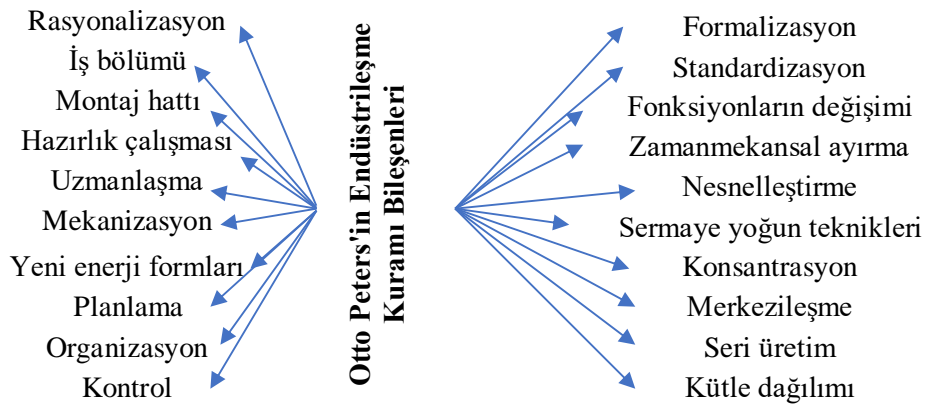 Rasyonalizasyon
İş bölümü
Montaj hattı
Hazırlık çalışması
Uzmanlaşma
Mekanizasyon
Yeni enerji formları
Planlama
Organizasyon
Kontrol
Otto Peters'in Endüstrileşme
Kuramı Bileşenleri
Formalizasyon
Standardizasyon
Fonksiyonların değişimi
Zamanmekansal ayırma
Nesnelleştirme
Sermaye yoğun teknikleri
Konsantrasyon
Merkezileşme
Seri üretim
Kütle dağılımı